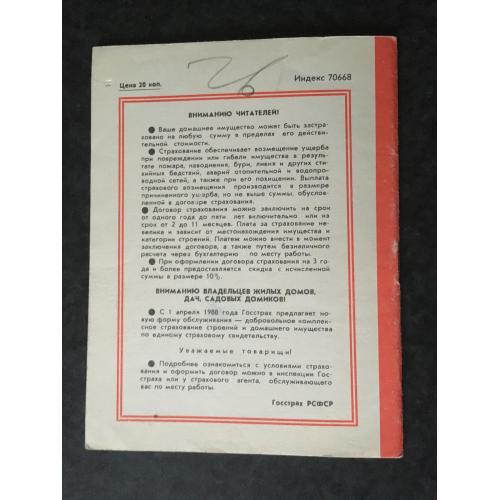 Цена 20 коп.
Индекс 70668
ВНИМАНИЮ ЧИТАТЕЛЕЙ!
● Ваше домашнее имущество может быть застра-
ховано на любую сумму в пределах его действи-
тельной стоимости.
● Страхование обеспечивает возмещение ущерба
при повреждении или гибели имущества в резуль-
тате пожара, наводнения, бури, ливня и других сти-
хийных бедствий, аварий отопительной и водопро-
водной сетей, а также при его похищении. Выплата
страхового возмещения производится в размере
причиненного ущерба, но не выше суммы, обуслов-
ленной в договоре страхования.
● Договор страхования можно заключить на срок
от одного года до пяти лет включительно или на
срок от 2 до 11 месяцев. Плата за страхование не-
велика и зависит от местонахождения имущества и
категории строений. Платеж можно внести в момент
заключения договора, а также путем безналичного
расчета через бухгалтерию по месту работы.
● При оформлении договора страхования на 3 го-
да и более предоставляется скидка с исчисленной
суммы в размере 10%.
ВНИМАНИЮ ВЛАДЕЛЬЦЕВ ЖИЛЫХ ДОМОВ,
ДАЧ, САДОВЫХ ДОМИКОВ!
● С 1 апреля 1988 года Госстрах предлагает но-
вую форму обслуживания — добровольное комплек-
сное страхование строений и домашнего имущества
по единому страховому свидетельству.
Уважаемые товарищи!
● Подробнее ознакомиться с условиями страхо-
вания и оформить договор можно в инспекции Гос-
страха или у страхового агента, обслуживающего
вас по месту работы.
Госстрах РСФСР